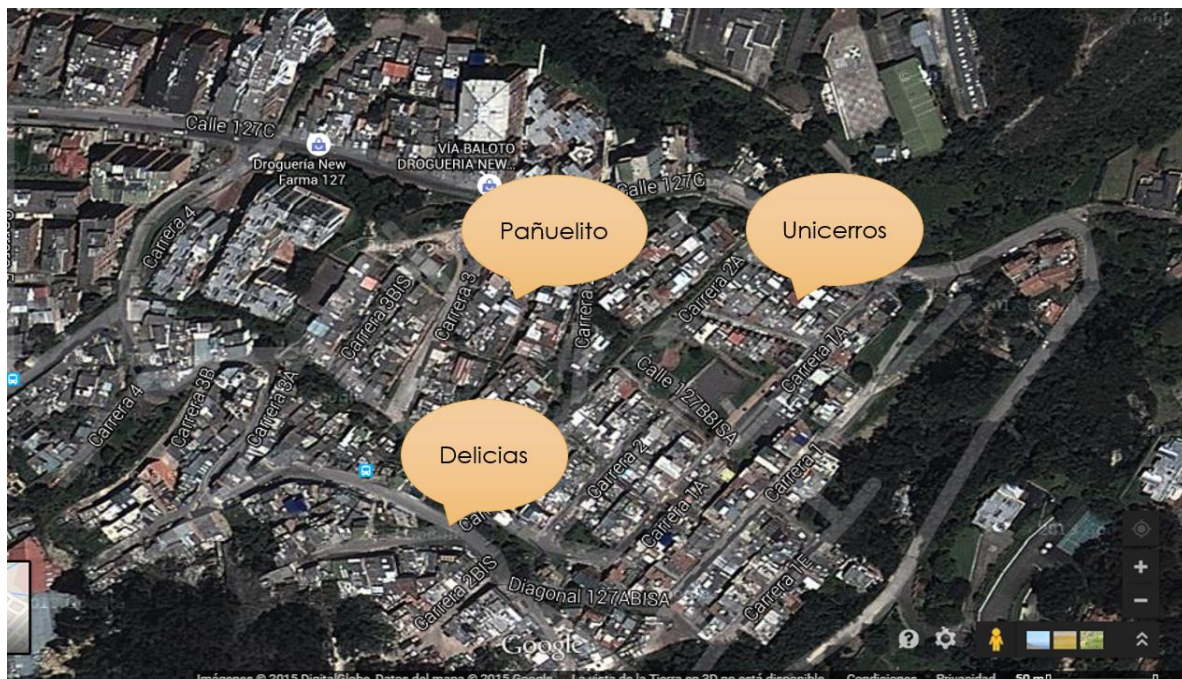 Calle 127C
Droguería New
Farma 127
VÍA BALOTO
DROGUERIA NEW...
Calle 127C
Pañuelito
Unicerros
Carrera 4
Carrera 3BIS
Carrera 3
Carrera
Carrera 2A
Carrera 1A
Calle 127BBISA
Carrera 4
Carrera 3B
Carrera 3A
Delicias
Carrera 2
Carrera 1A
Carrera 1
Carrera 2BIS
Diagonal 127ABISA
Carrera 1E
Google
Imágenes © 2015 DigitalGlobe, Datos del mapa © 2015 Google
La vista de la Tierra en 3D no está disponible
Condiciones
Privacidad
50 m